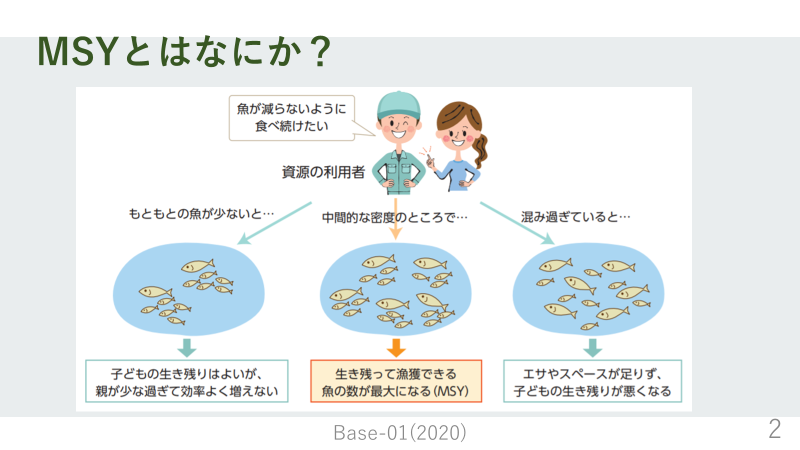 MSYとはなにか？
魚が減らないように
食べ続けたい
資源の利用者
もともとの魚が少ないと…
中間的な密度のところで…
混み過ぎていると…
子どもの生き残りはよいが、
親が少な過ぎて効率よく増えない
生き残って漁獲できる
魚の数が最大になる（MSY）
エサやスペースが足りず、
子どもの生き残りが悪くなる
Base-01(2020)
2